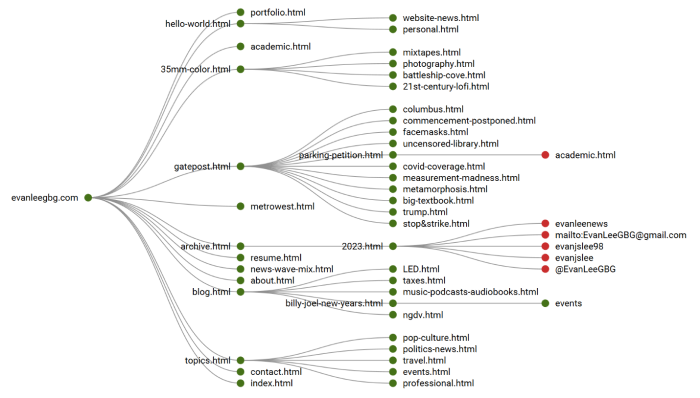 portfolio.html
hello-world.html
website-news.html
personal.html
academic.html
35mm-color.html
mixtapes.html
photography.html
battleship-cove.html
21st-century-lofi.html
columbus.html
commencement-postponed.html
facemasks.html
uncensored-library.html
parking-petition.html
academic.html
gatepost.html
covid-coverage.html
measurement-madness.html
metamorphosis.html
big-textbook.html
trump.html
stop&strike.html
evanleegbg.com
metrowest.html
evanleenews
mailto:EvanLeeGBG@gmail.com
archive.html
2023.html
evanjslee98
resume.html
evanjslee
news-wave-mix.html
LED.html
@EvanLeeGBG
about.html
taxes.html
blog.html
music-podcasts-audiobooks.html
billy-joel-new-years.html
events
ngdv.html
pop-culture.html
politics-news.html
topics.html
travel.html
contact.html
events.html
index.html
professional.html